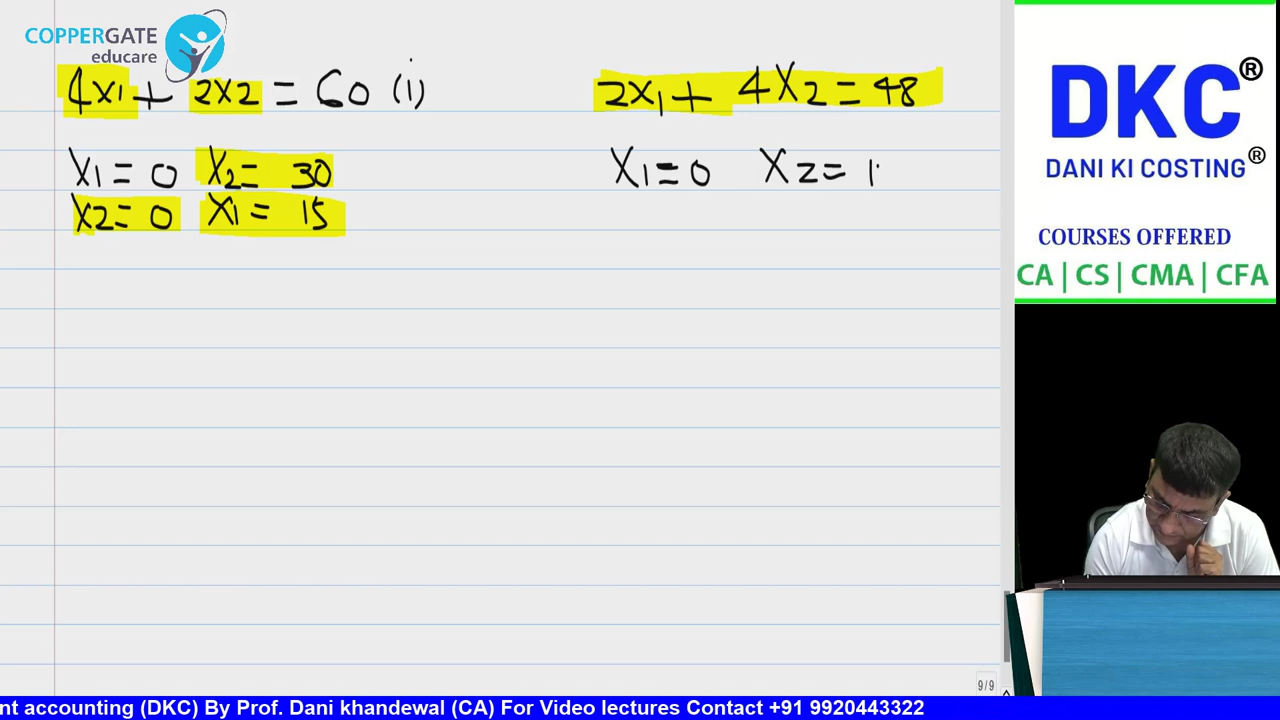 COPPERGATE
educare
4x1 + 2x2 = 60 (i)
x1 = 0 x2 = 30
x2 = 0 x1 = 15
2x1 + 4x2 = 48
x1 = 0 x2 = 1
DKC®
DANI KI COSTING®
COURSES OFFERED
CA | CS | CMA | CFA
9/9
nt accounting (DKC) By Prof. Dani khandewal (CA) For Video lectures Contact +91 9920443322